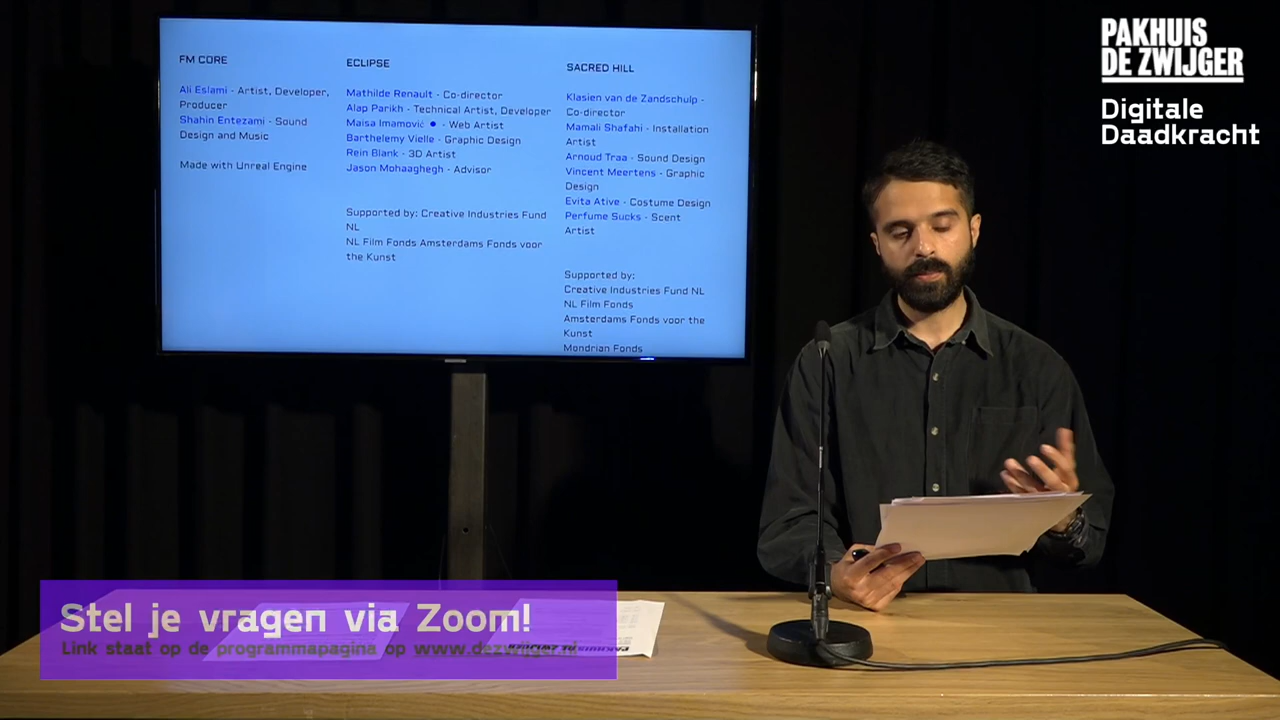 FM CORE
Ali Eslami - Artist, Developer,
Producer
Shahin Entezami - Sound
Design and Music
Made with Unreal Engine
ECLIPSE
Mathilde Renault - Co-director
Alap Parikh - Technical Artist, Developer
Maisa Imamović - Web Artist
Barthelemy Vielle - Graphic Design
Rein Blank - 3D Artist
Jason Mohaaghegh - Advisor
Supported by: Creative Industries Fund
NL
NL Film Fonds Amsterdams Fonds voor
the Kunst
SACRED HILL
Klasien van de Zandschulp -
Co-director
Mamali Shafahi - Installation
Artist
Arnoud Traa - Sound Design
Vincent Meertens - Graphic
Design
Evita Ative - Costume Design
Perfume Sucks - Scent
Artist
Supported by:
Creative Industries Fund NL
NL Film Fonds
Amsterdams Fonds voor the
Kunst
Mondrian Fonds
PAKHUIS
DE ZWIJGER
Digitale
Daadkracht
Stel je vragen via Zoom!
Link staat op de programmapagina op www.dezwijger.nl
PAKHUIS DE ZWIJGER